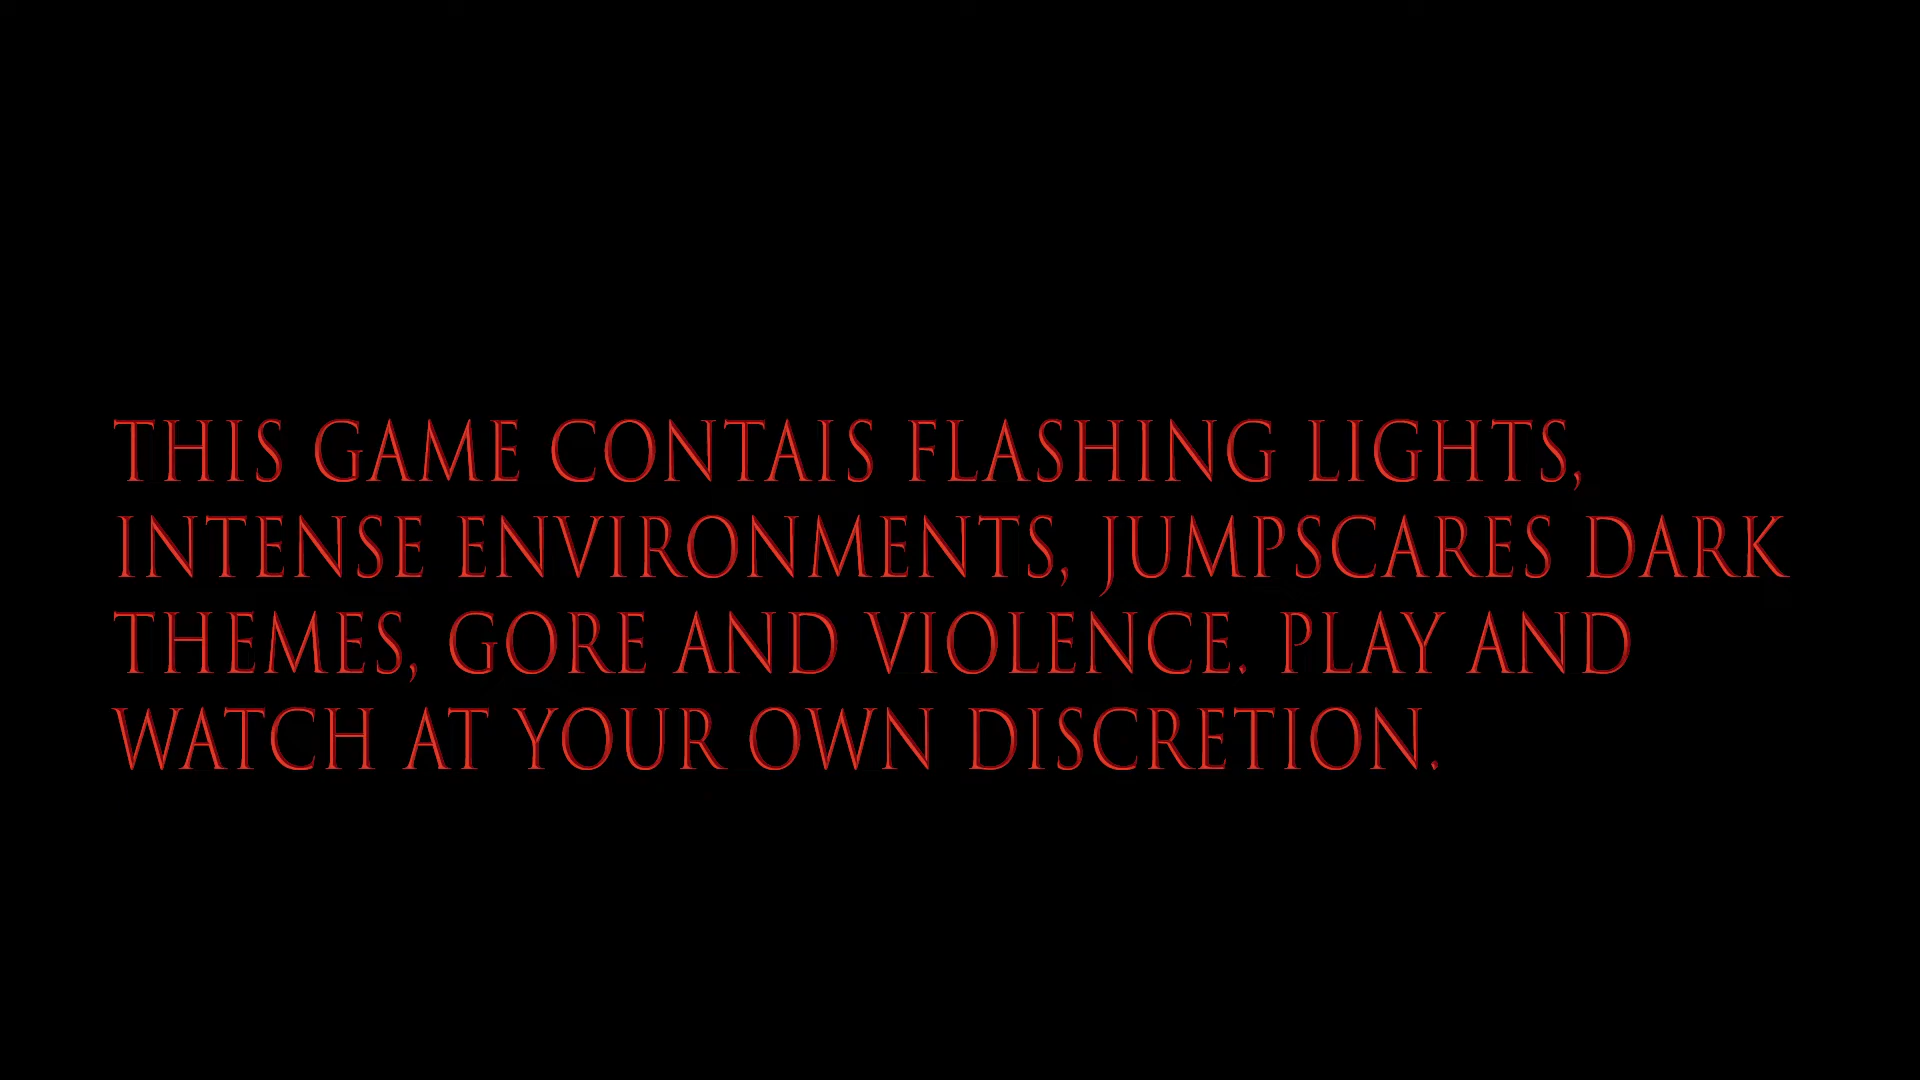 THIS GAME CONTAIS FLASHING LIGHTS,
INTENSE ENVIRONMENTS, JUMPSCARES DARK
THEMES, GORE AND VIOLENCE. PLAY AND
WATCH AT YOUR OWN DISCRETION.